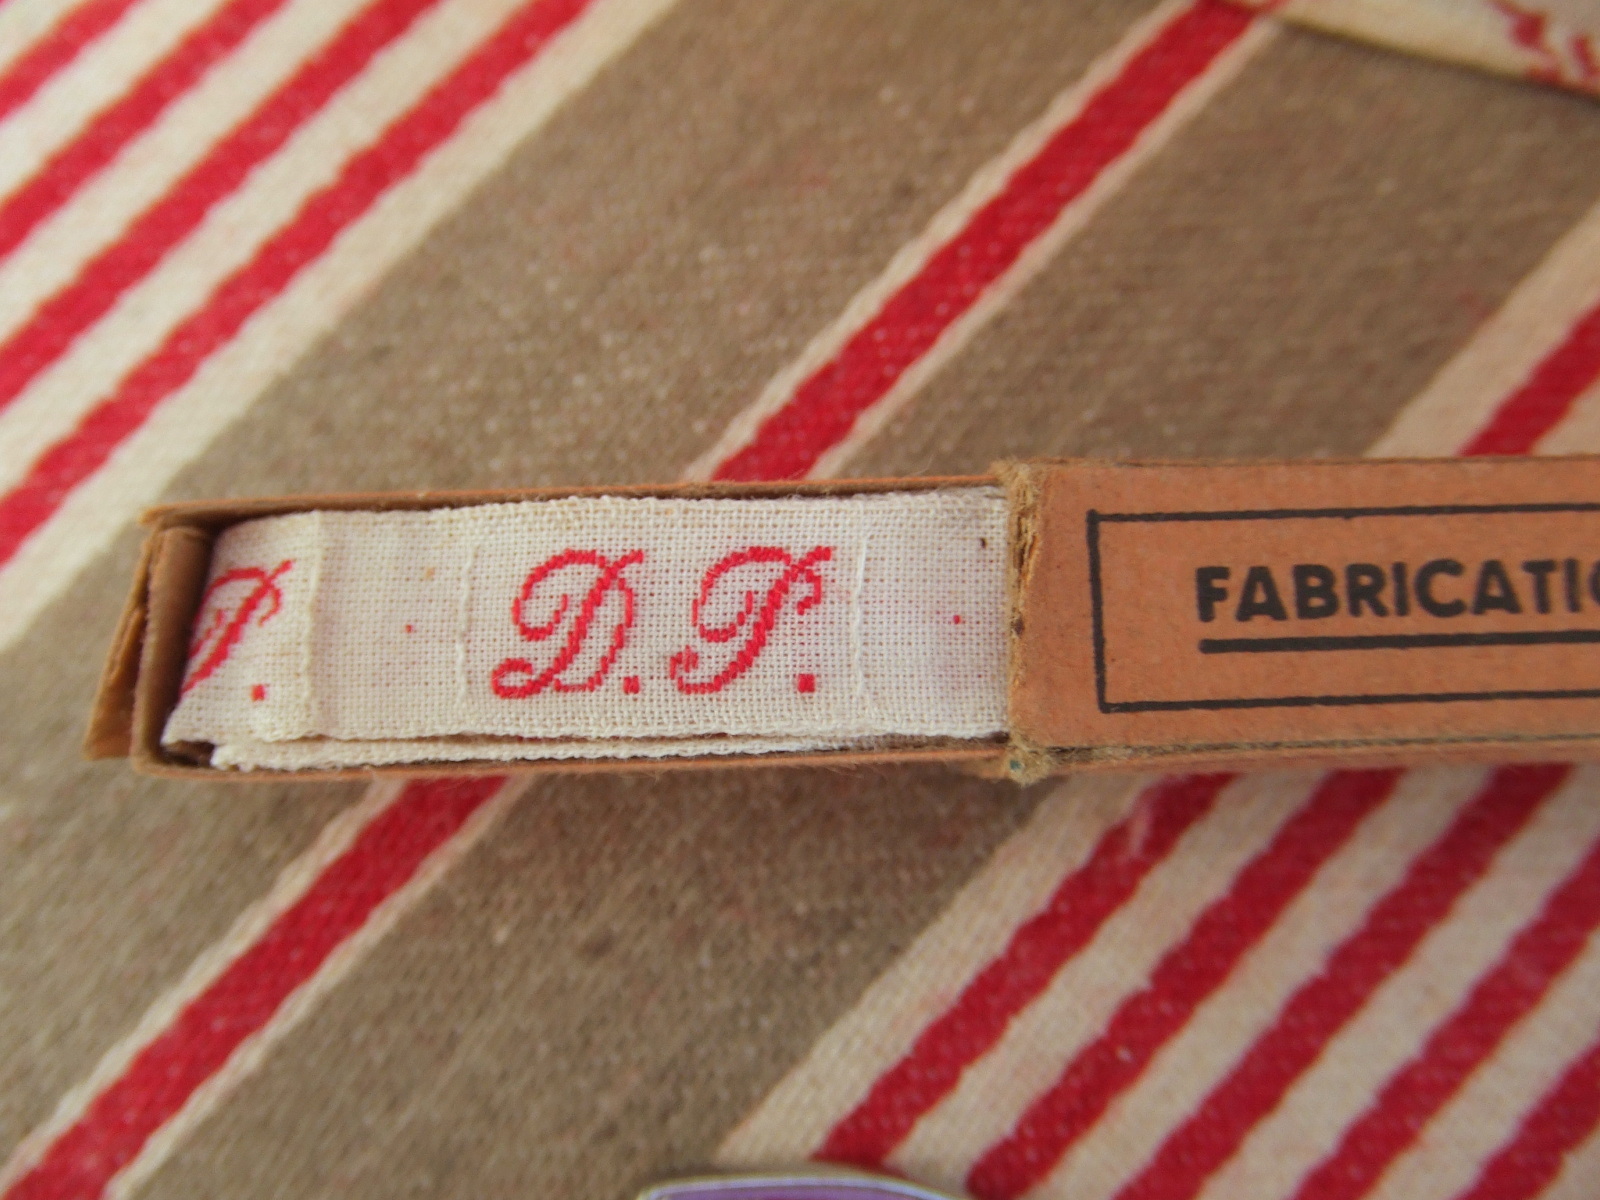 T. D. T. FABRICATIO